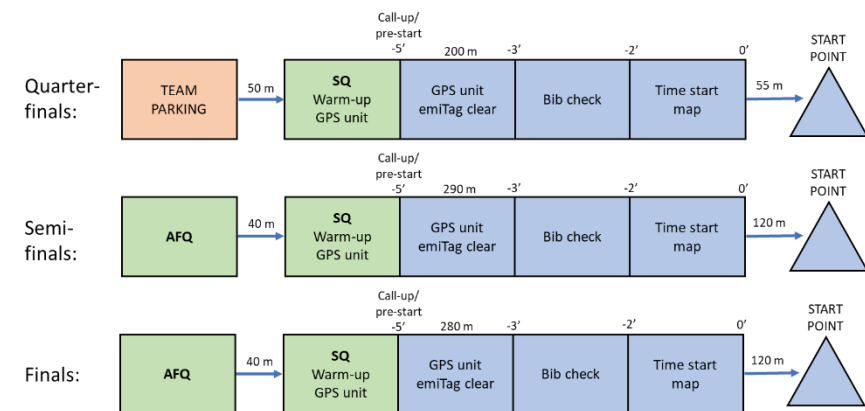 Call-up/
pre-start
-5’ 200 m -3’ -2’ 0’
START
POINT
Quarter-
finals:
TEAM
PARKING
50 m
SQ
Warm-up
GPS unit
GPS unit
emiTag clear
Bib check
Time start
map
55 m
Call-up/
pre-start
-5’ 290 m -3’ -2’ 0’
START
POINT
Semi-
finals:
AFQ
40 m
SQ
Warm-up
GPS unit
GPS unit
emiTag clear
Bib check
Time start
map
120 m
Call-up/
pre-start
-5’ 280 m -3’ -2’ 0’
START
POINT
Finals:
AFQ
40 m
SQ
Warm-up
GPS unit
GPS unit
emiTag clear
Bib check
Time start
map
120 m